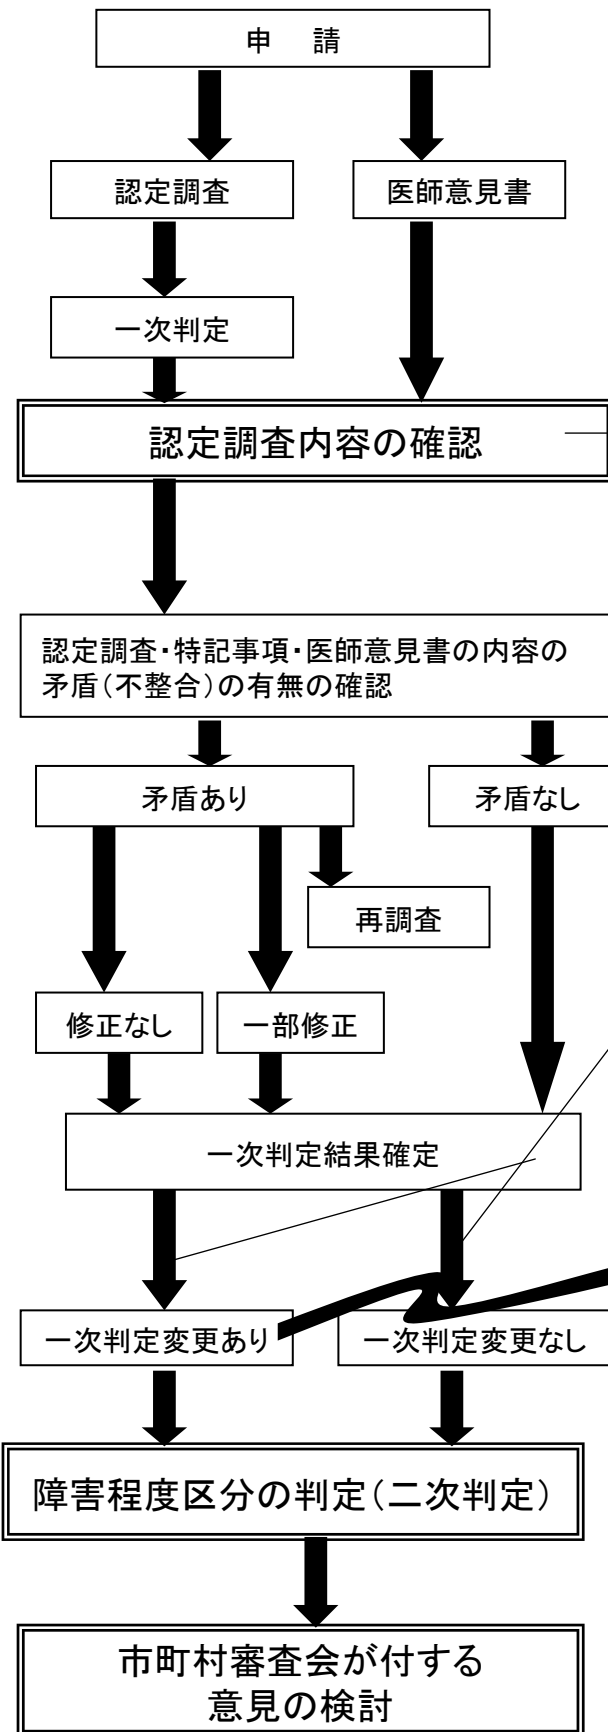 申　請
認定調査
医師意見書
一次判定
認定調査内容の確認
認定調査・特記事項・医師意見書の内容の
矛盾（不整合）の有無の確認
矛盾あり
矛盾なし
再調査
修正なし
一部修正
一次判定結果確定
一次判定変更あり
一次判定変更なし
障害程度区分の判定（二次判定）
市町村審査会が付する
意見の検討